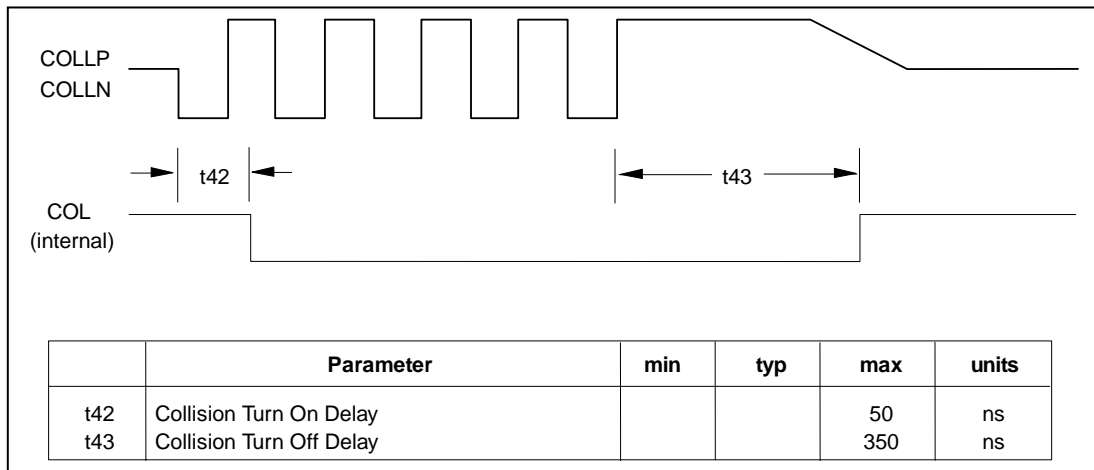 COLLP
COLLN
t42
t43
COL
(internal)
Parameter min typ max units
t42 Collision Turn On Delay 50 ns
t43 Collision Turn Off Delay 350 ns